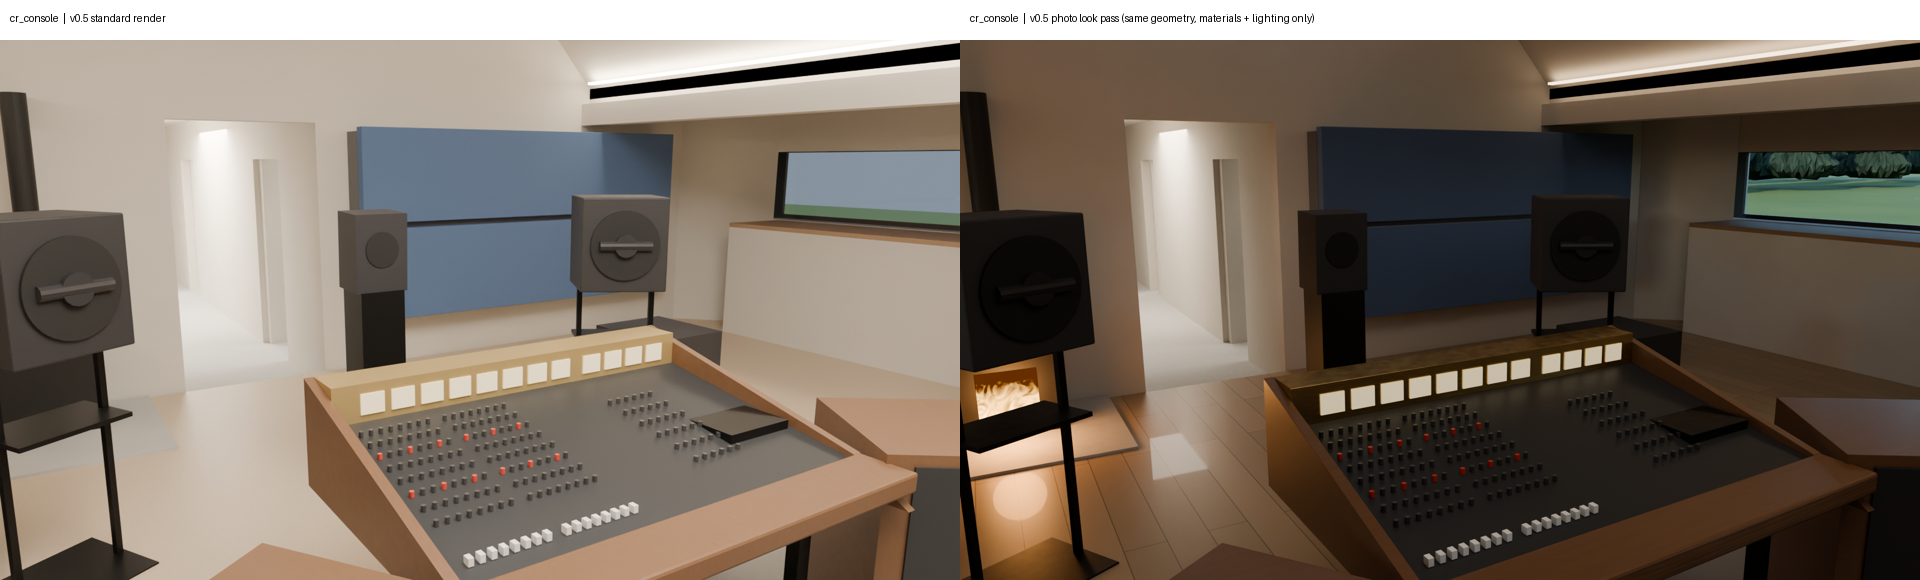 cr_console | v0.5 standard render
cr_console | v0.5 photo look pass (same geometry, materials + lighting only)